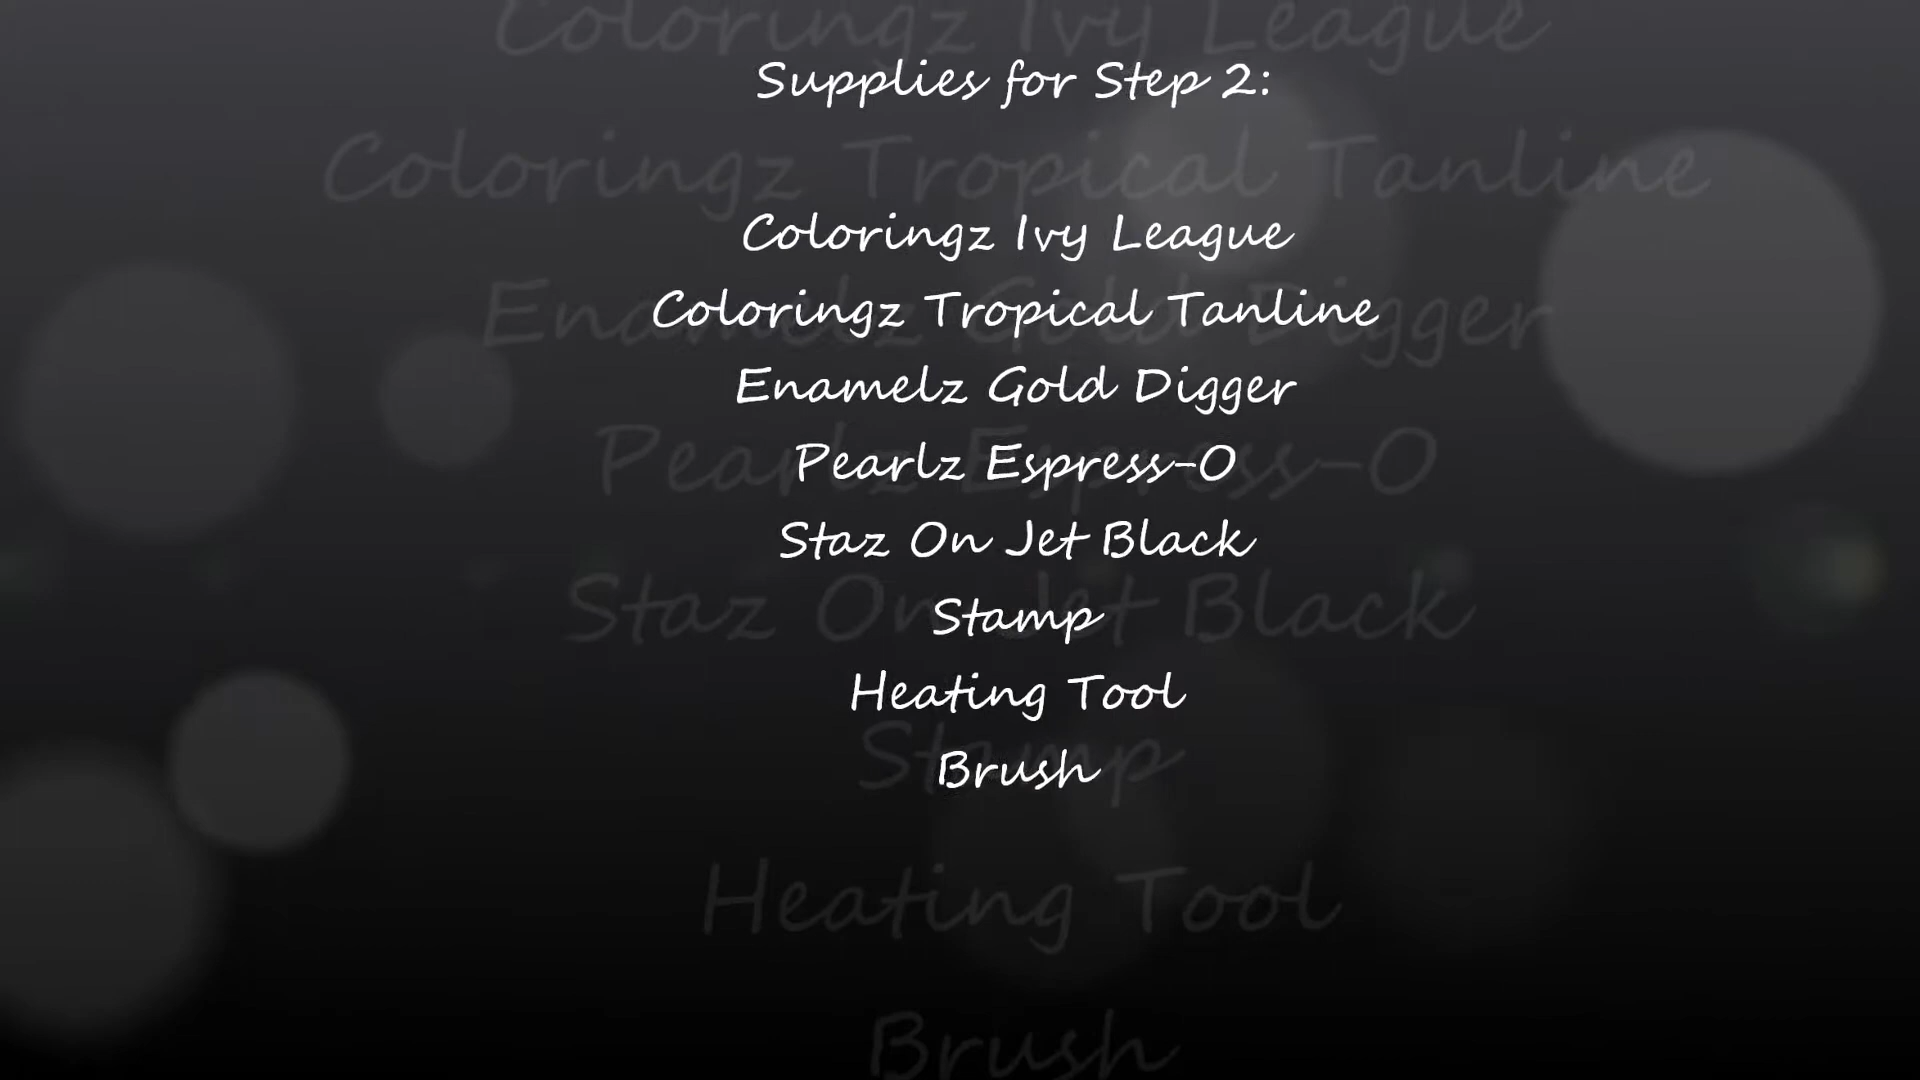 Supplies for Step 2:
Coloringz Ivy League
Coloringz Tropical Tanline
Enamelz Gold Digger
Pearlz Espress-O
Staz On Jet Black
Stamp
Heating Tool
Brush